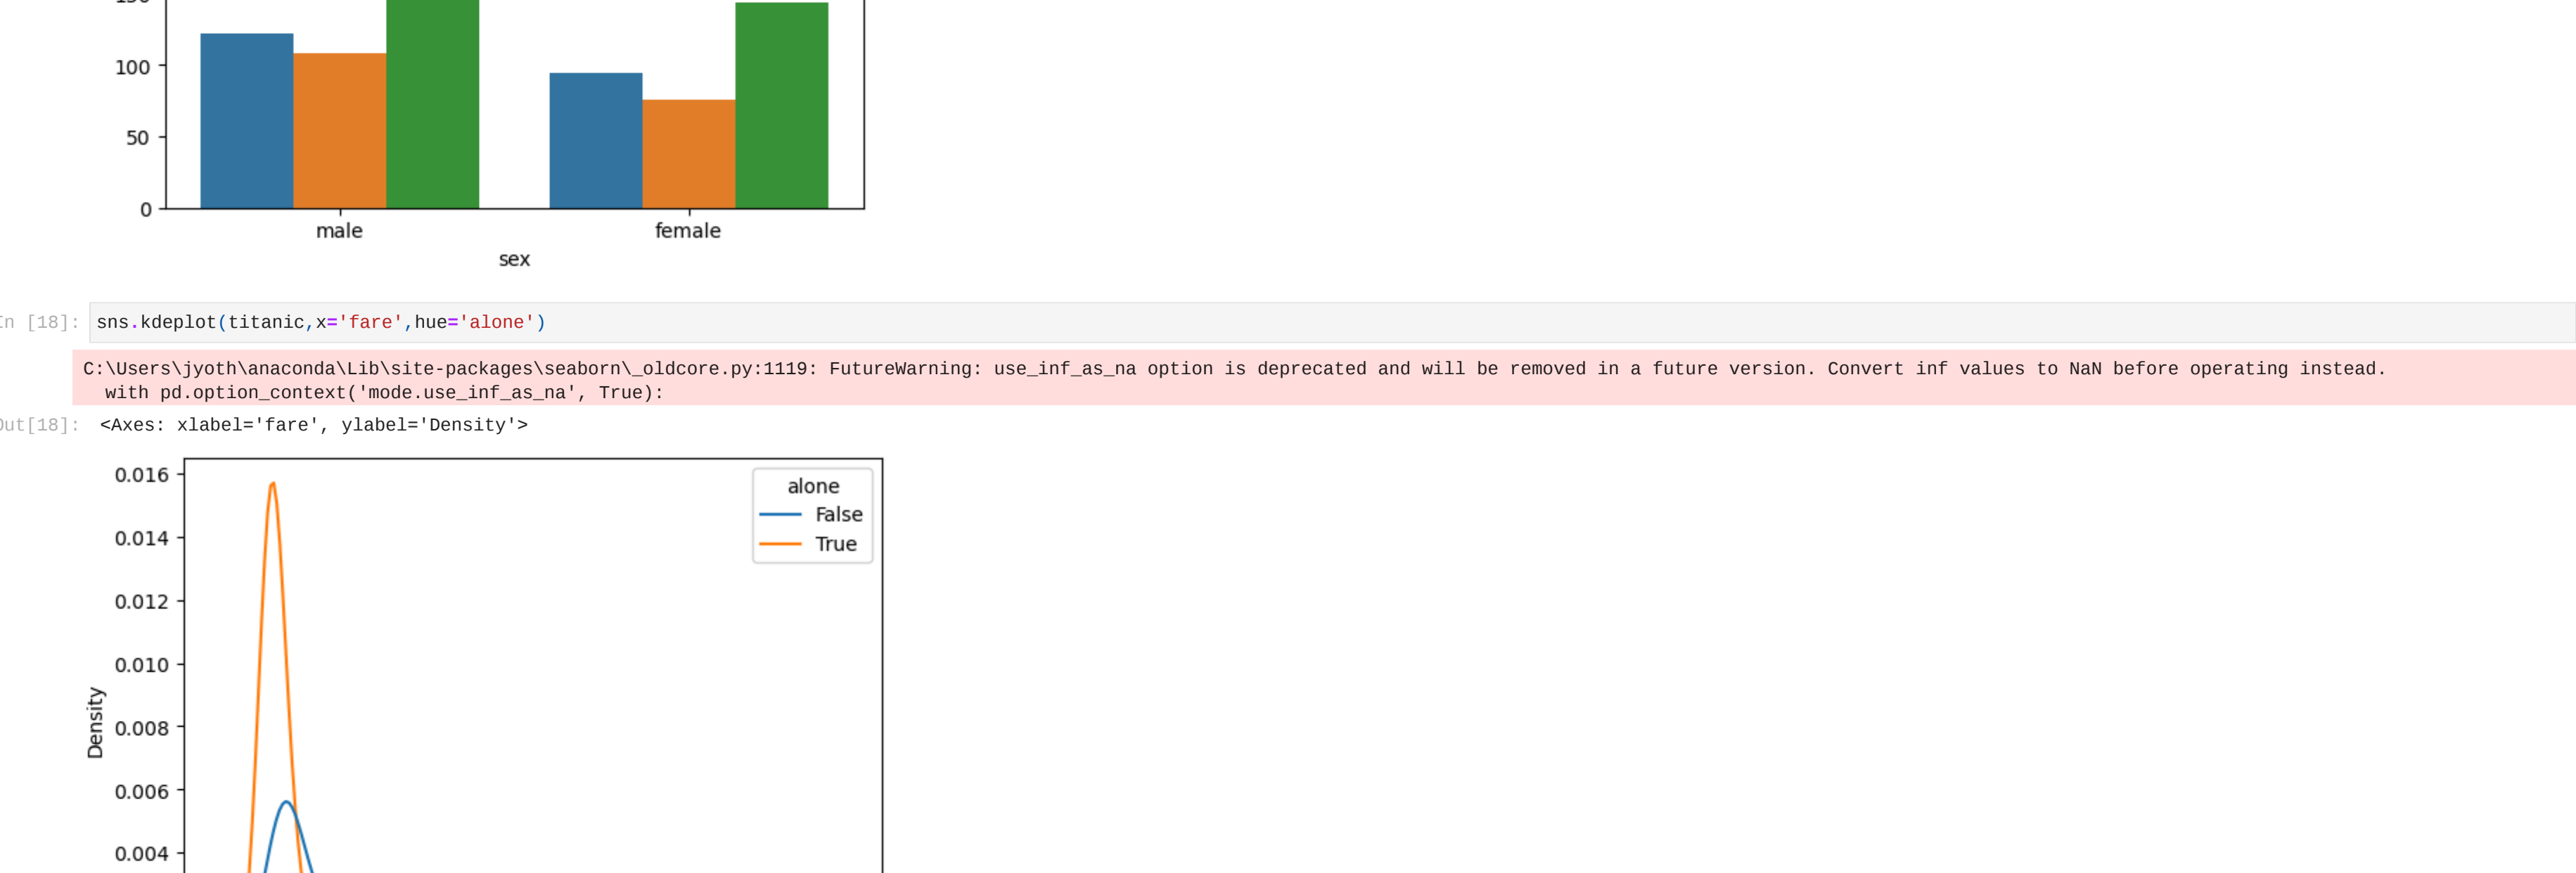 100
50
0
male female
sex
n [18]: sns.kdeplot(titanic,x='fare',hue='alone')
C:\Users\jyoth\anaconda\Lib\site-packages\seaborn\_oldcore.py:1119: FutureWarning: use_inf_as_na option is deprecated and will be removed in a future version. Convert inf values to NaN before operating instead.
with pd.option_context('mode.use_inf_as_na', True):
ut[18]: <Axes: xlabel='fare', ylabel='Density'>
0.016
alone
False
0.014
True
0.012
0.010
Density
0.008
0.006
0.004